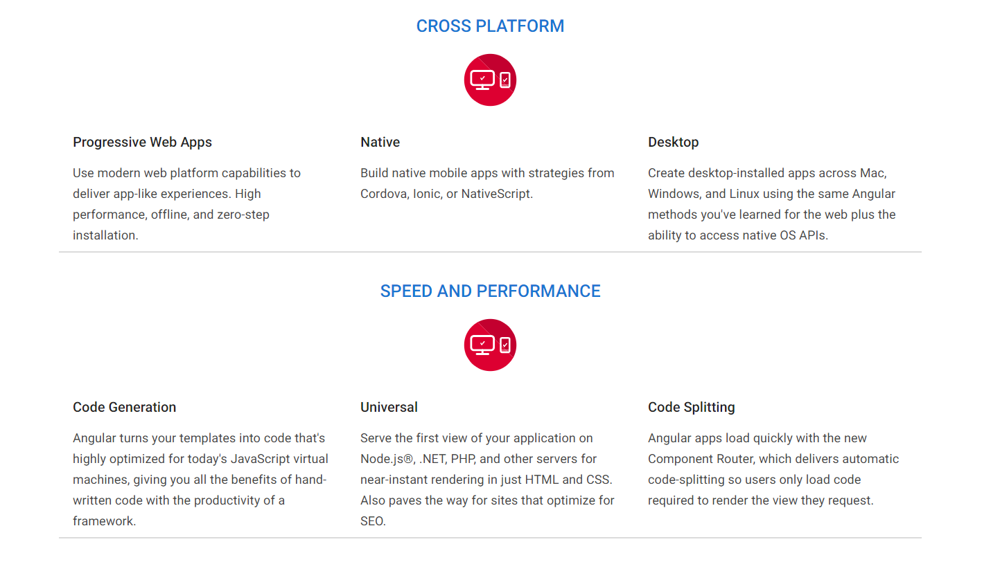 CROSS PLATFORM
Progressive Web Apps
Use modern web platform capabilities to
deliver app-like experiences. High
performance, offline, and zero-step
installation.
Native
Build native mobile apps with strategies from
Cordova, Ionic, or NativeScript.
Desktop
Create desktop-installed apps across Mac,
Windows, and Linux using the same Angular
methods you've learned for the web plus the
ability to access native OS APIs.
SPEED AND PERFORMANCE
Code Generation
Angular turns your templates into code that's
highly optimized for today's JavaScript virtual
machines, giving you all the benefits of hand-
written code with the productivity of a
framework.
Universal
Serve the first view of your application on
Node.js®, .NET, PHP, and other servers for
near-instant rendering in just HTML and CSS.
Also paves the way for sites that optimize for
SEO.
Code Splitting
Angular apps load quickly with the new
Component Router, which delivers automatic
code-splitting so users only load code
required to render the view they request.